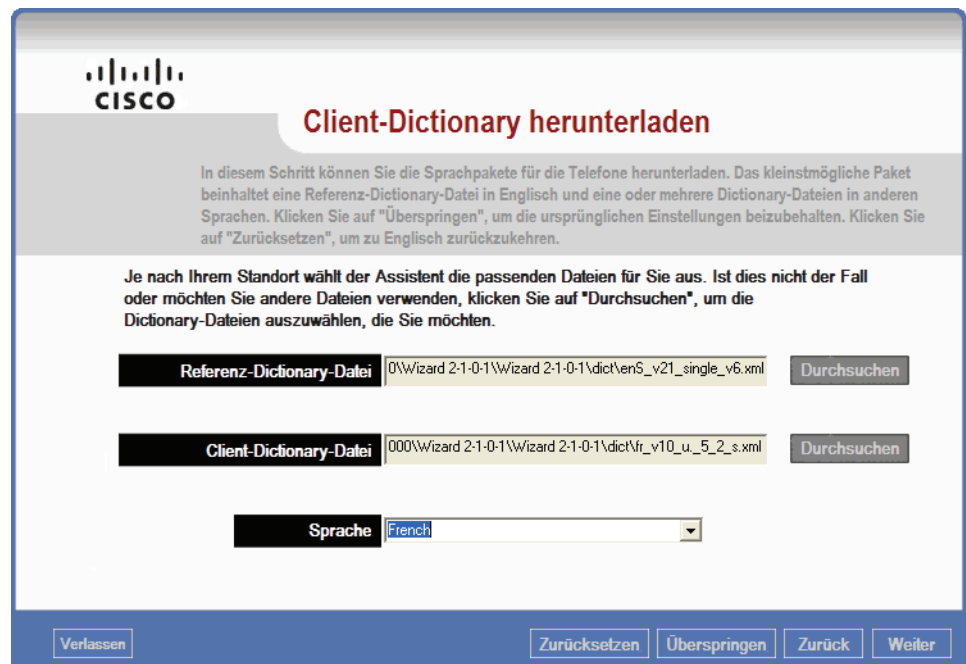 CISCO
Client-Dictionary herunterladen
In diesem Schritt können Sie die Sprachpakete für die Telefone herunterladen. Das kleinstmögliche Paket
beinhaltet eine Referenz-Dictionary-Datei in Englisch und eine oder mehrere Dictionary-Dateien in anderen
Sprachen. Klicken Sie auf "Überspringen", um die ursprünglichen Einstellungen beizubehalten. Klicken Sie
auf "Zurücksetzen", um zu Englisch zurückzukehren.
Je nach Ihrem Standort wählt der Assistent die passenden Dateien für Sie aus. Ist dies nicht der Fall
oder möchten Sie andere Dateien verwenden, klicken Sie auf "Durchsuchen", um die
Dictionary-Dateien auszuwählen, die Sie möchten.
Referenz-Dictionary-Datei 0\Wizard 2-1-0-1\Wizard 2-1-0-1\dict\enS_v21_single_v6.xml Durchsuchen
Client-Dictionary-Datei 000\Wizard 2-1-0-1\Wizard 2-1-0-1\dict\fr_v10_u._5_2_s.xml Durchsuchen
Sprache French
Verlassen Zurücksetzen Überspringen Zurück Weiter